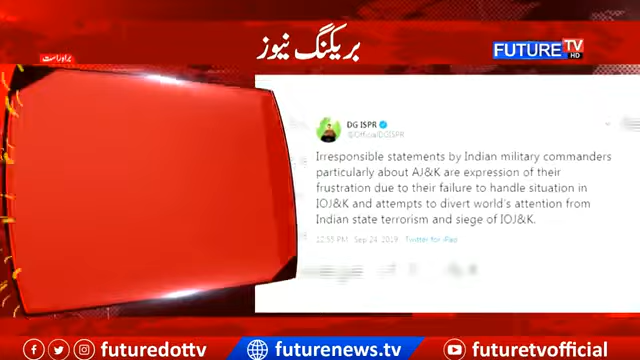 بریکنگ نیوز
براہ راست
FUTURE TV
HD
DG ISPR
@OfficialDGISPR
Irresponsible statements by Indian military commanders
particularly about AJ&K are expression of their
frustration due to their failure to handle situation in
IOJ&K and attempts to divert world's attention from
Indian state terrorism and siege of IOJ&K.
12:55 PM · Sep 24, 2019 · Twitter for iPad
futuredottv
futurenews.tv
futuretvofficial